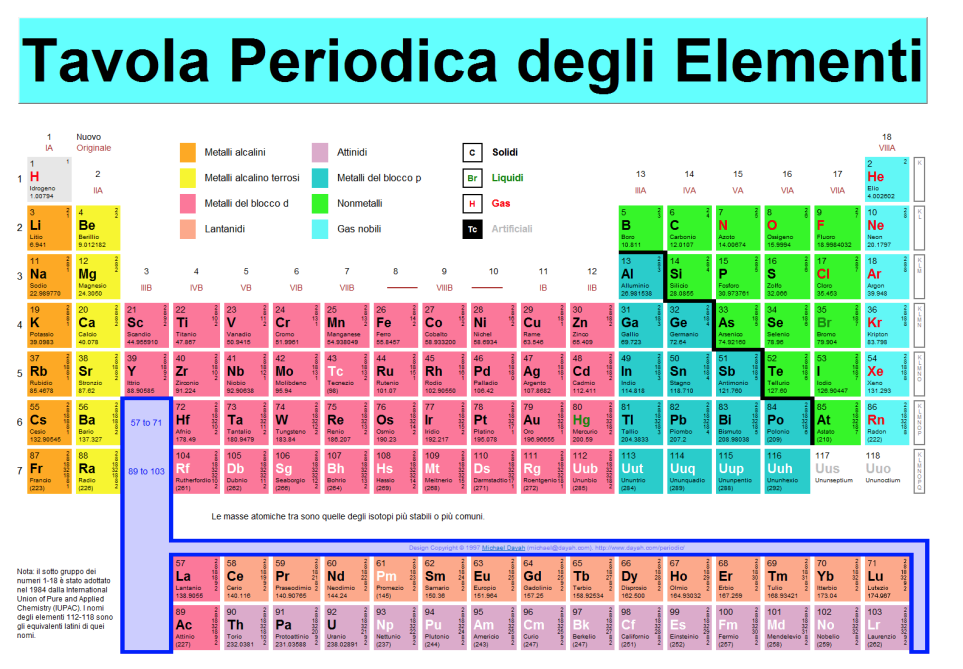 Tavola Periodica degli Elementi
1 Nuovo 18
IA Originale VIIIA
Metalli alcalini Attinidi C Solidi
Metalli alcalino terrosi Metalli del blocco p Br Liquidi
Metalli del blocco d Nonmetalli H Gas
Lantanidi Gas nobili Tc Artificiali
2 13 14 15 16 17
IIA IIIA IVA VA VIA VIIA
3 4 5 6 7 8 9 10 11 12
IIIB IVB VB VIB VIIB VIIIB IB IIB
1 2
1 H He K
Idrogeno Elio
1.00794 4.002602
3 4 5 6 7 8 9 10
2 Li Be B C N O F Ne K L
Litio Berillio Boro Carbonio Azoto Ossigeno Fluoro Neon
6.941 9.012182 10.811 12.0107 14.00674 15.9994 18.9984032 20.1797
11 12 13 14 15 16 17 18
3 Na Mg Al Si P S Cl Ar K L M
Sodio Magnesio Alluminio Silicio Fosforo Zolfo Cloro Argon
22.989770 24.3050 26.981538 28.0855 30.973761 32.066 35.453 39.948
19 20 21 22 23 24 25 26 27 28 29 30 31 32 33 34 35 36
4 K Ca Sc Ti V Cr Mn Fe Co Ni Cu Zn Ga Ge As Se Br Kr K L M N
Potassio Calcio Scandio Titanio Vanadio Cromo Manganese Ferro Cobalto Nichel Rame Zinco Gallio Germanio Arsenico Selenio Bromo Kripton
39.0983 40.078 44.955910 47.867 50.9415 51.9961 54.938049 55.8457 58.933200 58.6934 63.546 65.409 69.723 72.64 74.92160 78.96 79.904 83.798
37 38 39 40 41 42 43 44 45 46 47 48 49 50 51 52 53 54
5 Rb Sr Y Zr Nb Mo Tc Ru Rh Pd Ag Cd In Sn Sb Te I Xe K L M N O
Rubidio Stronzio Ittrio Zirconio Niobio Molibdeno Tecnezio Rutenio Rodio Palladio Argento Cadmio Indio Stagno Antimonio Tellurio Iodio Xeno
85.4678 87.62 88.90585 91.224 92.90638 95.94 (98) 101.07 102.90550 106.42 107.8682 112.411 114.818 118.710 121.760 127.60 126.90447 131.293
55 56 72 73 74 75 76 77 78 79 80 81 82 83 84 85 86
6 Cs Ba 57 to 71 Hf Ta W Re Os Ir Pt Au Hg Tl Pb Bi Po At Rn K L M N O P
Cesio Bario Afnio Tantalio Tungsteno Renio Osmio Iridio Platino Oro Mercurio Tallio Piombo Bismuto Polonio Astato Radon
132.90545 137.327 178.49 180.9479 183.84 186.207 190.23 192.217 195.078 196.96655 200.59 204.3833 207.2 208.98038 (209) (210) (222)
87 88 104 105 106 107 108 109 110 111 112 113 114 115 116 117 118
7 Fr Ra 89 to 103 Rf Db Sg Bh Hs Mt Ds Rg Uub Uut Uuq Uup Uuh Uus Uuo K L M N O P Q
Francio Radio Rutherfordio Dubnio Seaborgio Bohrio Hassio Meitnerio Darmstadtio Roentgenio Ununbio Ununtrio Ununquadio Ununpentio Ununhexio Ununseptium Ununoctium
(223) (226) (261) (262) (266) (264) (269) (268) (271) (272) (285) (284) (289) (288) (292)
Le masse atomiche tra sono quelle degli isotopi più stabili o più comuni.
Design Copyright © 1997 Michael Dayah (michael@dayah.com). http://www.dayah.com/periodic/
Nota: il sotto gruppo dei
numeri 1-18 è stato adottato
nel 1984 dalla International
Union of Pure and Applied
Chemistry (IUPAC). I nomi
degli elementi 112-118 sono
gli equivalenti latini di quei
nomi.
57 58 59 60 61 62 63 64 65 66 67 68 69 70 71
La Ce Pr Nd Pm Sm Eu Gd Tb Dy Ho Er Tm Yb Lu
Lantanio Cerio Praseodimio Neodimio Promezio Samario Europio Gadolinio Terbio Disprosio Olmio Erbio Tulio Itterbio Lutezio
138.9055 140.116 140.90765 144.24 (145) 150.36 151.964 157.25 158.92534 162.500 164.93032 167.259 168.93421 173.04 174.967
89 90 91 92 93 94 95 96 97 98 99 100 101 102 103
Ac Th Pa U Np Pu Am Cm Bk Cf Es Fm Md No Lr
Attinio Torio Protoattinio Uranio Nettunio Plutonio Americio Curio Berkelio Californio Einsteinio Fermio Mendelevio Nobelio Laurenzio
(227) 232.0381 231.03588 238.02891 (237) (244) (243) (247) (247) (251) (252) (257) (258) (259) (262)